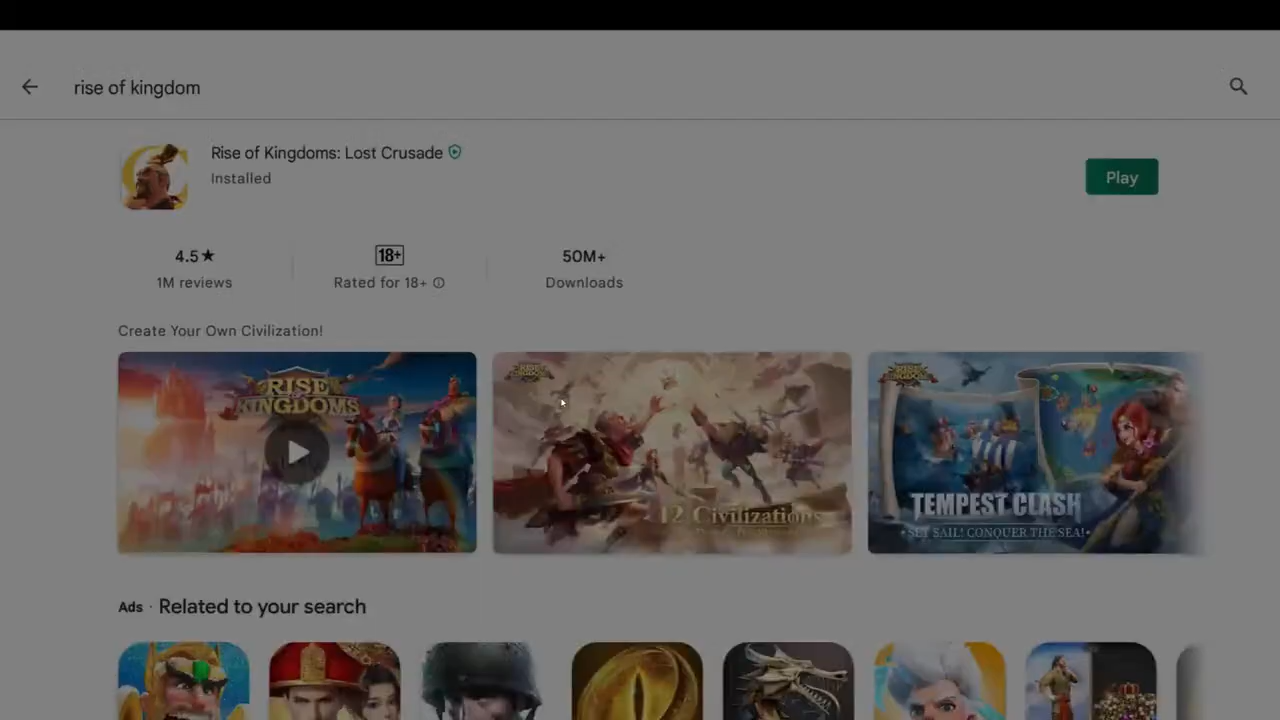 rise of kingdom
Rise of Kingdoms: Lost Crusade
Installed
Play
4.5★
1M reviews
18+
Rated for 18+
50M+
Downloads
Create Your Own Civilization!
RISE
KINGDOMS
12 Civilizations
TEMPEST CLASH
SET SAIL! CONQUER THE SEA!
Ads · Related to your search